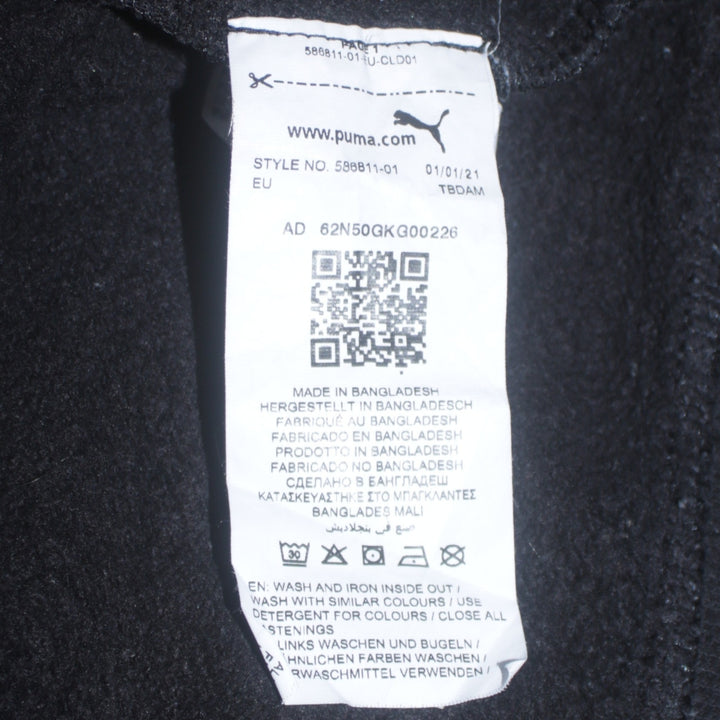 PAGE 1
586811-01-EU-CLD01
www.puma.com
STYLE NO. 586811-01 01/01/21
EU TBDAM
AD 62N50GKG00226
MADE IN BANGLADESH
HERGESTELLT IN BANGLADESCH
FABRIQUÉ AU BANGLADESH
FABRICADO EN BANGLADESH
PRODOTTO IN BANGLADESH
FABRICADO NO BANGLADESH
СДЕЛАНО В БАНГЛАДЕШ
ΚΑΤΑΣΚΕΥΑΣΤΗΚΕ ΣΤΟ ΜΠΑΓΚΛΑΝΤΕΣ
BANGLADES MALI
صنع في بنجلاديش
30
EN: WASH AND IRON INSIDE OUT /
WASH WITH SIMILAR COLOURS / USE
DETERGENT FOR COLOURS / CLOSE ALL
STENINGS
LINKS WASCHEN UND BUGELN /
HNLICHEN FARBEN WASCHEN /
RWASCHMITTEL VERWENDEN /